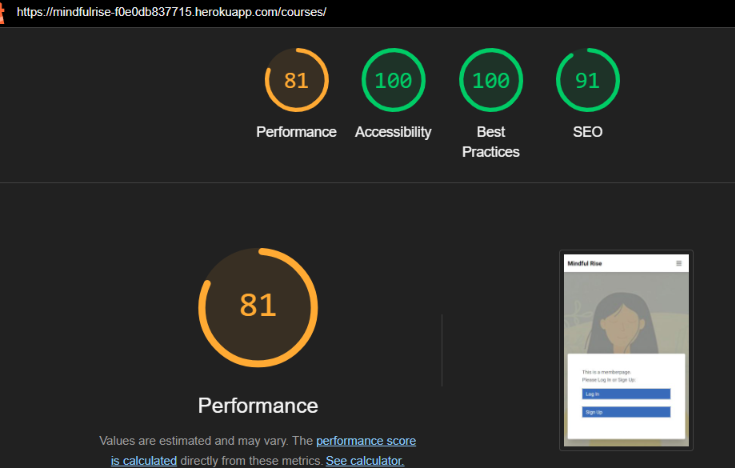 https://mindfulrise-f0e0db837715.herokuapp.com/courses/
81
100
100
91
Performance
Accessibility
Best
Practices
SEO
81
Performance
Values are estimated and may vary. The performance score
is calculated directly from these metrics. See calculator.
Mindful Rise
This is a memberpage.
Please Log In or Sign Up.
Log In
Sign Up